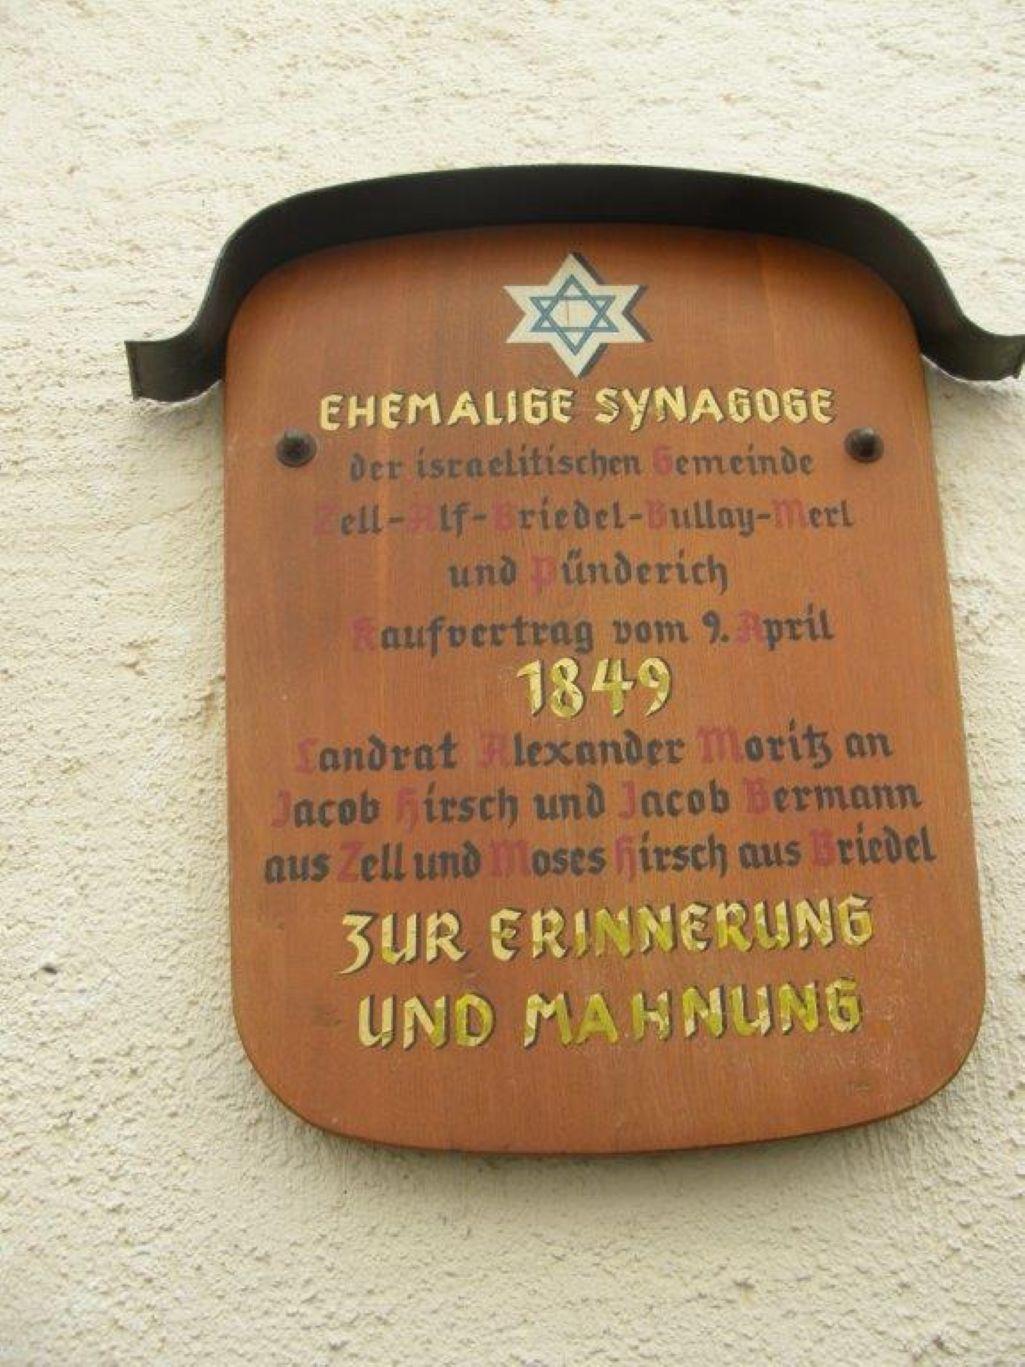 EHEMALIGE SYNAGOGE
der israelitischen Gemeinde
Zell-Alf-Briedel-Bullay-Merl
und Pünderich
Kaufvertrag vom 9. April
1849
Landrat Alexander Moritz an
Jacob Hirsch und Jacob Bermann
aus Zell und Moses Hirsch aus Briedel
ZUR ERINNERUNG
UND MAHNUNG